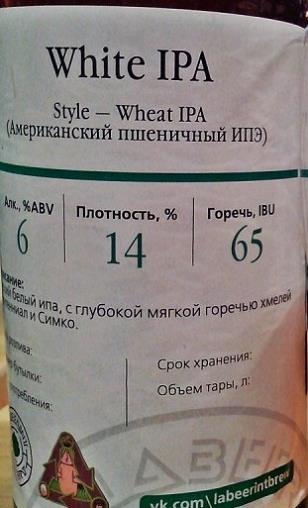 White IPA
Style – Wheat IPA
(Американский пшеничный ИПЭ)
Алк., %ABV
Плотность, %
Горечь, IBU
6
14
65
белый ипа, с глубокой мягкой горечью хмелей
и Симко.
Срок хранения:
бутылки:
Объем тары, л:
vk.com\labeerintbrew